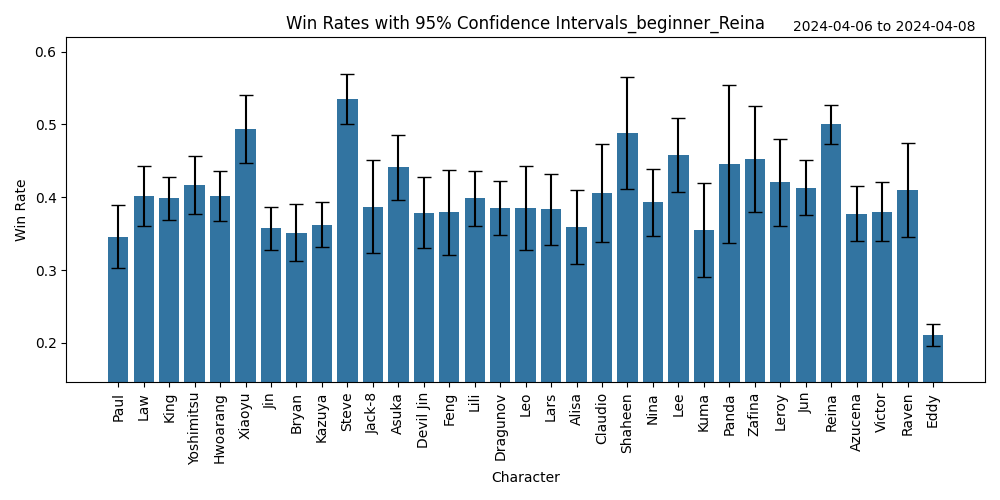 Win Rates with 95% Confidence Intervals_beginner_Reina
2024-04-06 to 2024-04-08
Win Rate
0.6
0.5
0.4
0.3
0.2
Paul
Law
King
Yoshimitsu
Hwoarang
Xiaoyu
Jin
Bryan
Kazuya
Steve
Jack-8
Asuka
Devil Jin
Feng
Lili
Dragunov
Leo
Lars
Alisa
Claudio
Shaheen
Nina
Lee
Kuma
Panda
Zafina
Leroy
Jun
Reina
Azucena
Victor
Raven
Eddy
Character